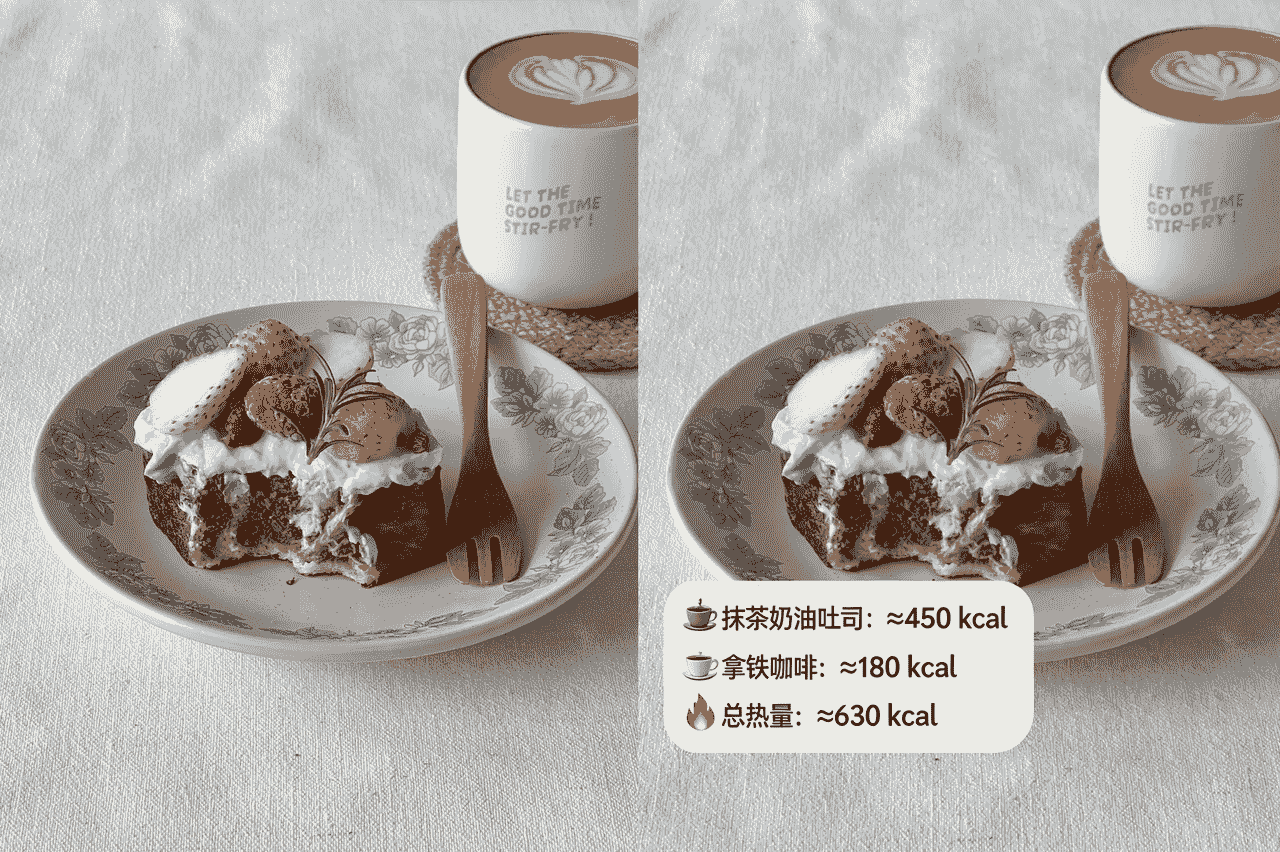 LET THE
GOOD TIME
STIR-FRY !
LET THE
GOOD TIME
STIR-FRY !
☕抹茶奶油吐司：≈450 kcal
☕拿铁咖啡：≈180 kcal
🔥总热量：≈630 kcal